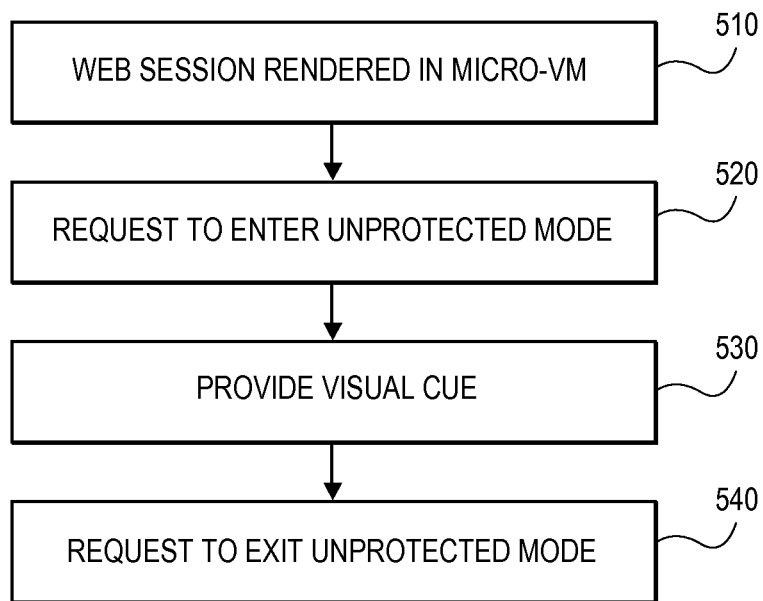 510
WEB SESSION RENDERED IN MICRO-VM
520
REQUEST TO ENTER UNPROTECTED MODE
530
PROVIDE VISUAL CUE
540
REQUEST TO EXIT UNPROTECTED MODE